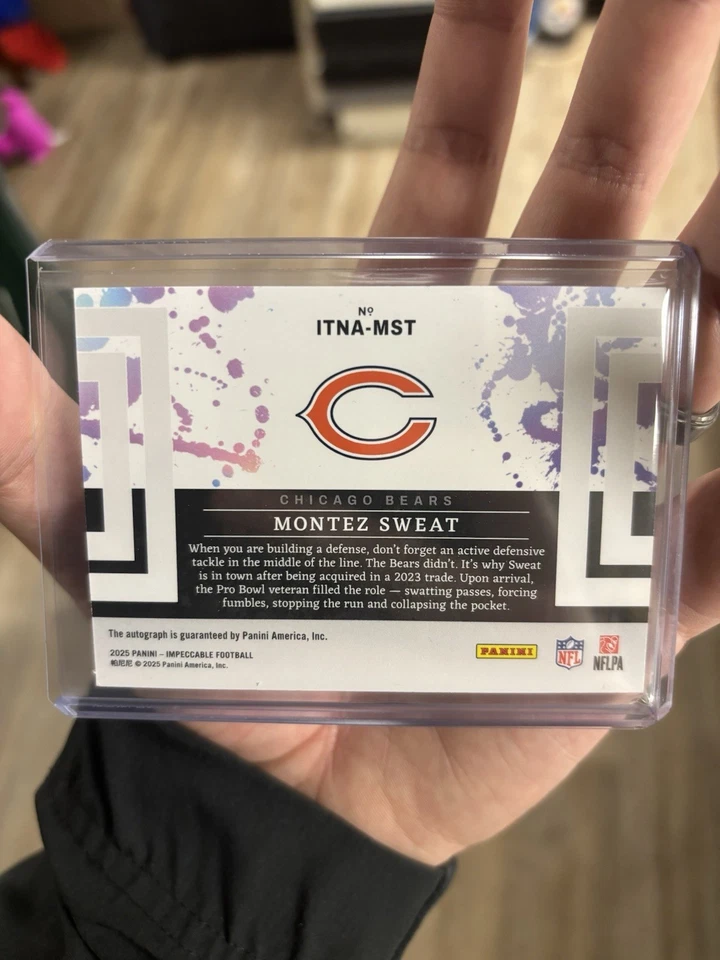 Nº
ITNA-MST
CHICAGO BEARS
MONTEZ SWEAT
When you are building a defense, don't forget an active defensive
tackle in the middle of the line. The Bears didn't. It's why Sweat
is in town after being acquired in a 2023 trade. Upon arrival,
the Pro Bowl veteran filled the role — swatting passes, forcing
fumbles, stopping the run and collapsing the pocket.
The autograph is guaranteed by Panini America, Inc.
2025 PANINI – IMPECCABLE FOOTBALL
帕尼尼 © 2025 Panini America, Inc.
PANINI
NFL
NFLPA